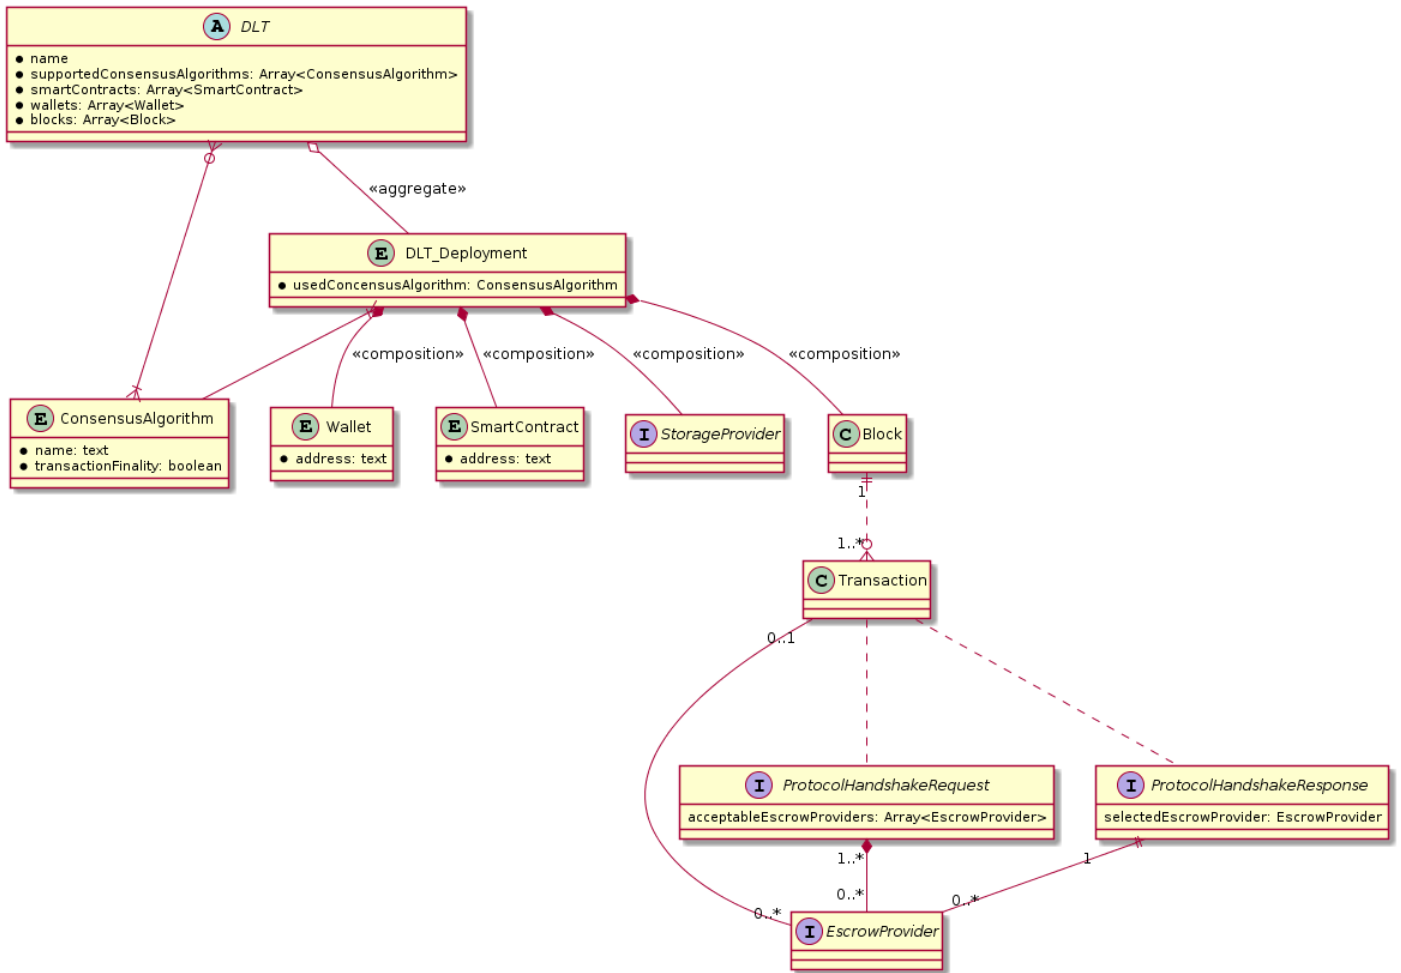 A DLT
name
supportedConsensusAlgorithms: Array<ConsensusAlgorithm>
smartContracts: Array<SmartContract>
wallets: Array<Wallet>
blocks: Array<Block>
«aggregate»
E DLT_Deployment
usedConcensusAlgorithm: ConsensusAlgorithm
«composition»
«composition»
«composition»
«composition»
E ConsensusAlgorithm
name: text
transactionFinality: boolean
E Wallet
address: text
E SmartContract
address: text
I StorageProvider
C Block
1
1..*
C Transaction
0..1
I ProtocolHandshakeRequest
acceptableEscrowProviders: Array<EscrowProvider>
I ProtocolHandshakeResponse
selectedEscrowProvider: EscrowProvider
1..*
1
0..*
0..*
0..*
I EscrowProvider